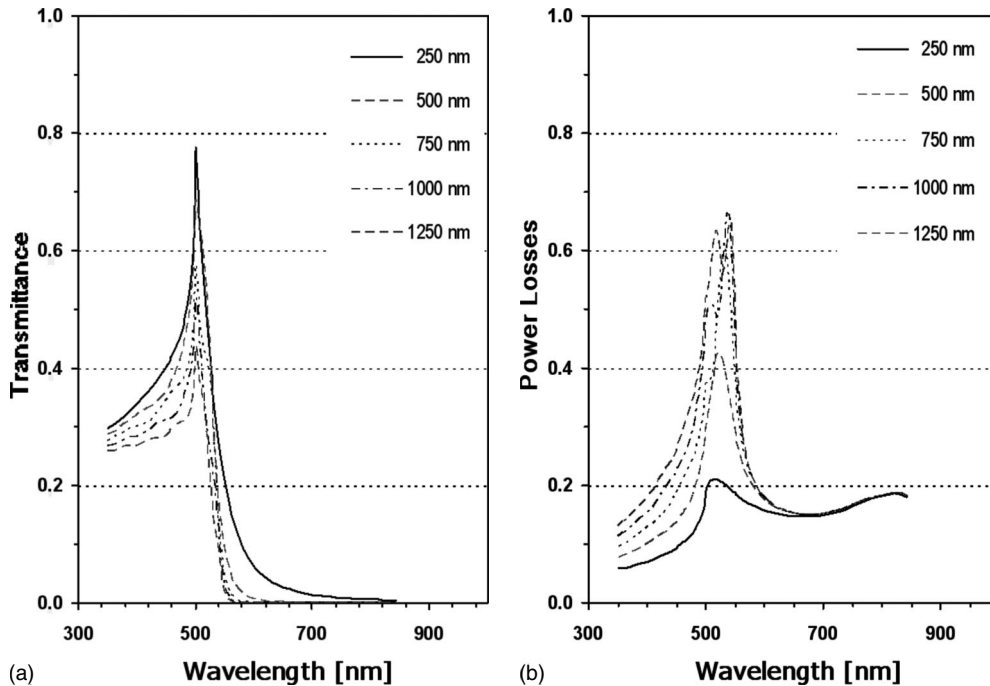 1.0
0.8
0.6
0.4
0.2
0.0
Transmittance
250 nm
500 nm
750 nm
1000 nm
1250 nm
300
500
700
900
Wavelength [nm]
(a)
1.0
0.8
0.6
0.4
0.2
0.0
Power Losses
250 nm
500 nm
750 nm
1000 nm
1250 nm
300
500
700
900
Wavelength [nm]
(b)